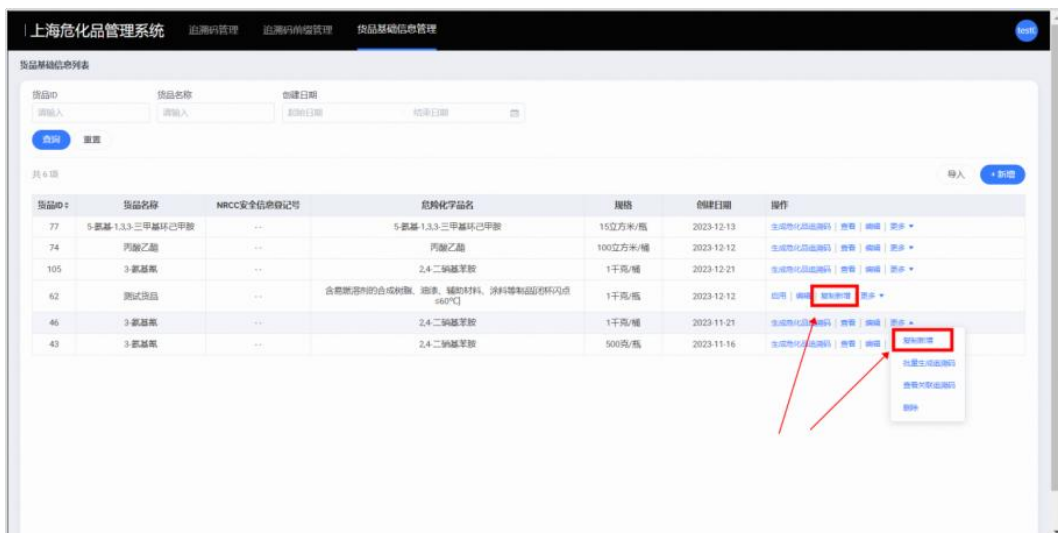 上海危化品管理系统 追溯码管理 追溯码前缀管理 货品基础信息管理 test(
货品基础信息列表
货品ID 货品名称 创建日期
请输入 请输入 起始日期 结束日期
查询 重置
共 6 项 导入 + 新增
货品ID 货品名称 NRCC安全信息登记号 危险化学品名 规格 创建日期 操作
77 5-氨基-1,3,3-三甲基环己甲胺 -- 5-氨基-1,3,3-三甲基环己甲胺 15立方米/瓶 2023-12-13 生成危化品追溯码 | 查看 | 编辑 | 更多
74 丙酸乙酯 -- 丙酸乙酯 100立方米/桶 2023-12-12 生成危化品追溯码 | 查看 | 编辑 | 更多
105 3-氨基 -- 2,4-二硝基苯胺 1千克/桶 2023-12-21 生成危化品追溯码 | 查看 | 编辑 | 更多
62 测试货品 含易燃溶剂的合成树脂、油漆、辅助材料、涂料等制品[闭杯闪点
≤60℃] 1千克/桶 2023-12-12 启用 | 编辑 复制新增 更多
46 3-氨基 -- 2,4-二硝基苯胺 1千克/桶 2023-11-21 生成危化品追溯码 | 查看 | 编辑 | 更多
43 3-氨基 -- 2,4-二硝基苯胺 500克/瓶 2023-11-16 生成危化品追溯码 | 查看 | 编辑 |
复制新增
批量生成追溯码
查看关联追溯码
删除